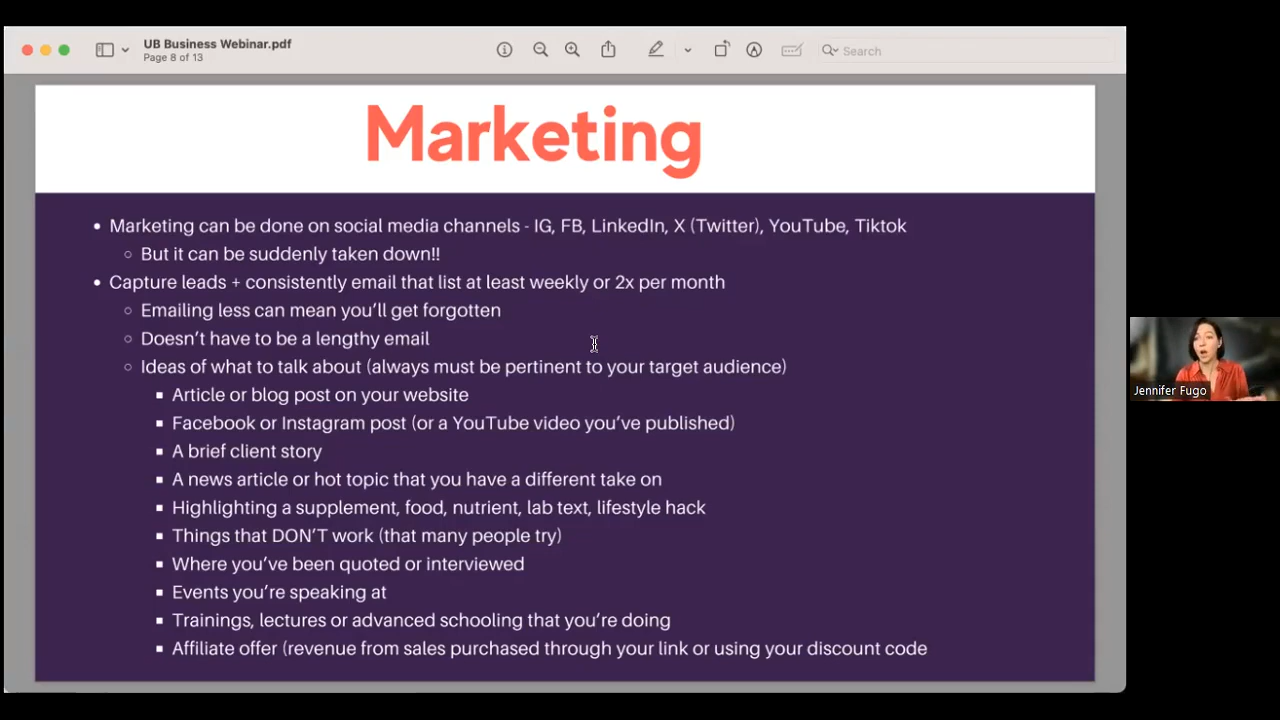 UB Business Webinar.pdf
Page 8 of 13
Search
Marketing
• Marketing can be done on social media channels - IG, FB, LinkedIn, X (Twitter), YouTube, Tiktok
○ But it can be suddenly taken down!!
• Capture leads + consistently email that list at least weekly or 2x per month
○ Emailing less can mean you'll get forgotten
○ Doesn't have to be a lengthy email
○ Ideas of what to talk about (always must be pertinent to your target audience)
▪ Article or blog post on your website
▪ Facebook or Instagram post (or a YouTube video you've published)
▪ A brief client story
▪ A news article or hot topic that you have a different take on
▪ Highlighting a supplement, food, nutrient, lab text, lifestyle hack
▪ Things that DON'T work (that many people try)
▪ Where you've been quoted or interviewed
▪ Events you're speaking at
▪ Trainings, lectures or advanced schooling that you're doing
▪ Affiliate offer (revenue from sales purchased through your link or using your discount code
Jennifer Fugo